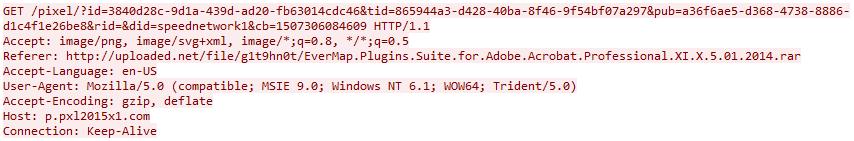 GET /pixel/?id=3840d28c-9d1a-439d-ad20-fb63014cdc46&tid=865944a3-d428-40ba-8f46-9f54bf07a297&pub=a36f6ae5-d368-4738-8886-
d1c4f1e26be8&rid=&did=speednetwork1&cb=1507306084609 HTTP/1.1
Accept: image/png, image/svg+xml, image/*;q=0.8, */*;q=0.5
Referer: http://uploaded.net/file/g1t9hn0t/EverMap.Plugins.Suite.for.Adobe.Acrobat.Professional.XI.X.5.01.2014.rar
Accept-Language: en-US
User-Agent: Mozilla/5.0 (compatible; MSIE 9.0; Windows NT 6.1; WOW64; Trident/5.0)
Accept-Encoding: gzip, deflate
Host: p.pxl2015x1.com
Connection: Keep-Alive